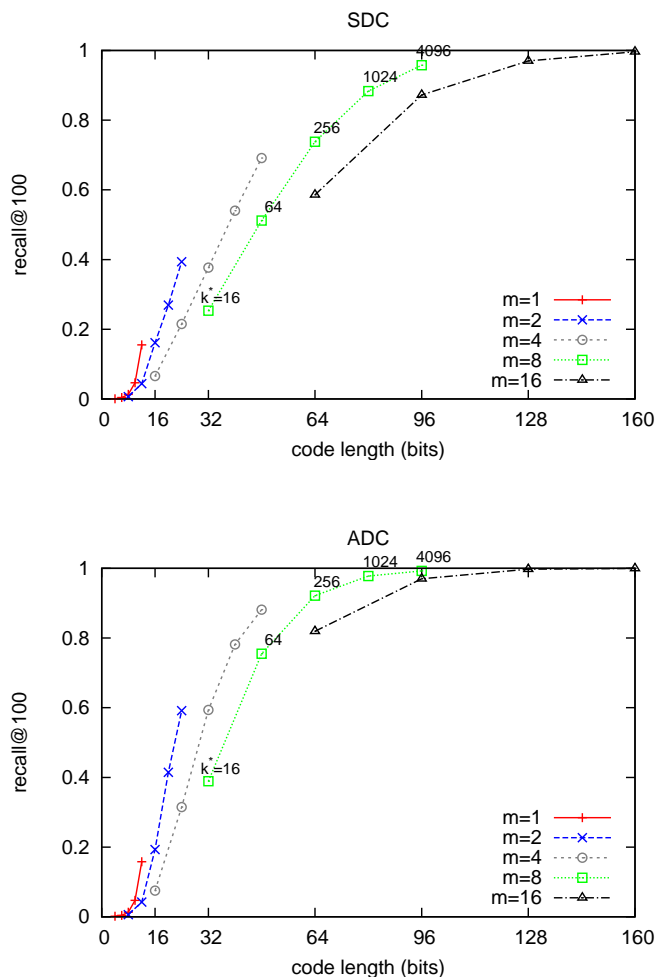 SDC
1
0.8
0.6
0.4
0.2
0
recall@100
k*=16
64
256
1024
4096
m=1
m=2
m=4
m=8
m=16
0 16 32 64 96 128 160
code length (bits)
ADC
1
0.8
0.6
0.4
0.2
0
recall@100
k*=16
64
256
1024
4096
m=1
m=2
m=4
m=8
m=16
0 16 32 64 96 128 160
code length (bits)